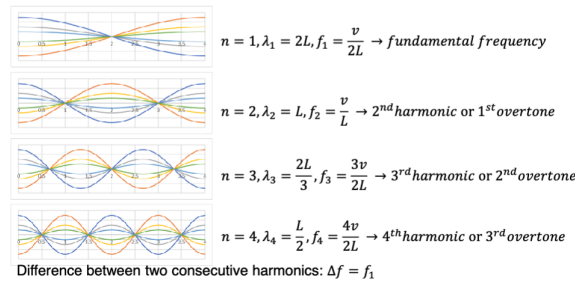 n = 1, λ₁ = 2L, f₁ = v/2L → fundamental frequency
n = 2, λ₂ = L, f₂ = v/L → 2ⁿᵈ harmonic or 1ˢᵗ overtone
n = 3, λ₃ = 2L/3, f₃ = 3v/2L → 3ʳᵈ harmonic or 2ⁿᵈ overtone
n = 4, λ₄ = L/2, f₄ = 4v/2L → 4ᵗʰ harmonic or 3ʳᵈ overtone
Difference between two consecutive harmonics: Δf = f₁